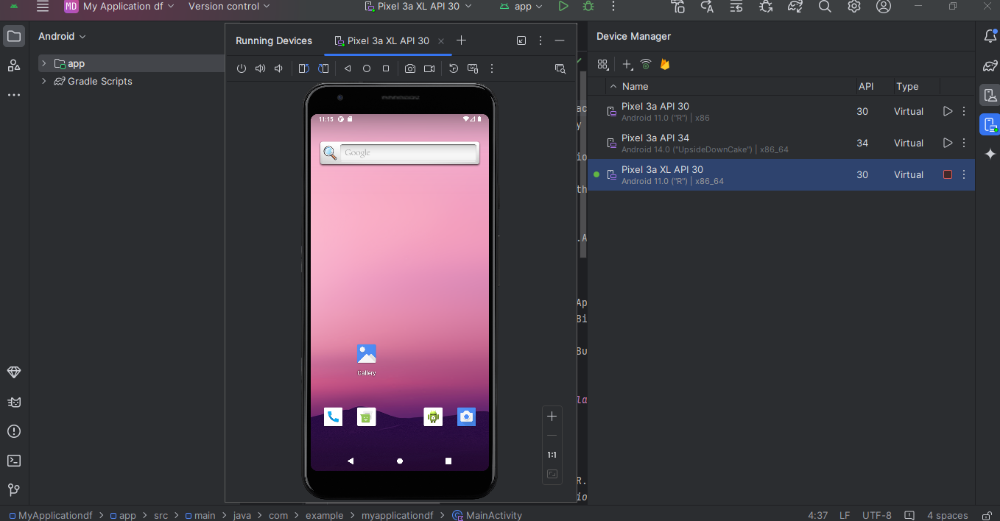 MD My Application df Version control Pixel 3a XL API 30 app
Android
app
Gradle Scripts
Running Devices Pixel 3a XL API 30
11:15
Google
Gallery
1:1
ac
y
io
th
.A
Ap
Bi
Bu
la
R.
io
Device Manager
Name API Type
Pixel 3a API 30 30 Virtual
Android 11.0 ("R") | x86
Pixel 3a API 34 34 Virtual
Android 14.0 ("UpsideDownCake") | x86_64
Pixel 3a XL API 30 30 Virtual
Android 11.0 ("R") | x86_64
MyApplicationdf > app > src > main > java > com > example > myapplicationdf > MainActivity 4:37 LF UTF-8 4 spaces